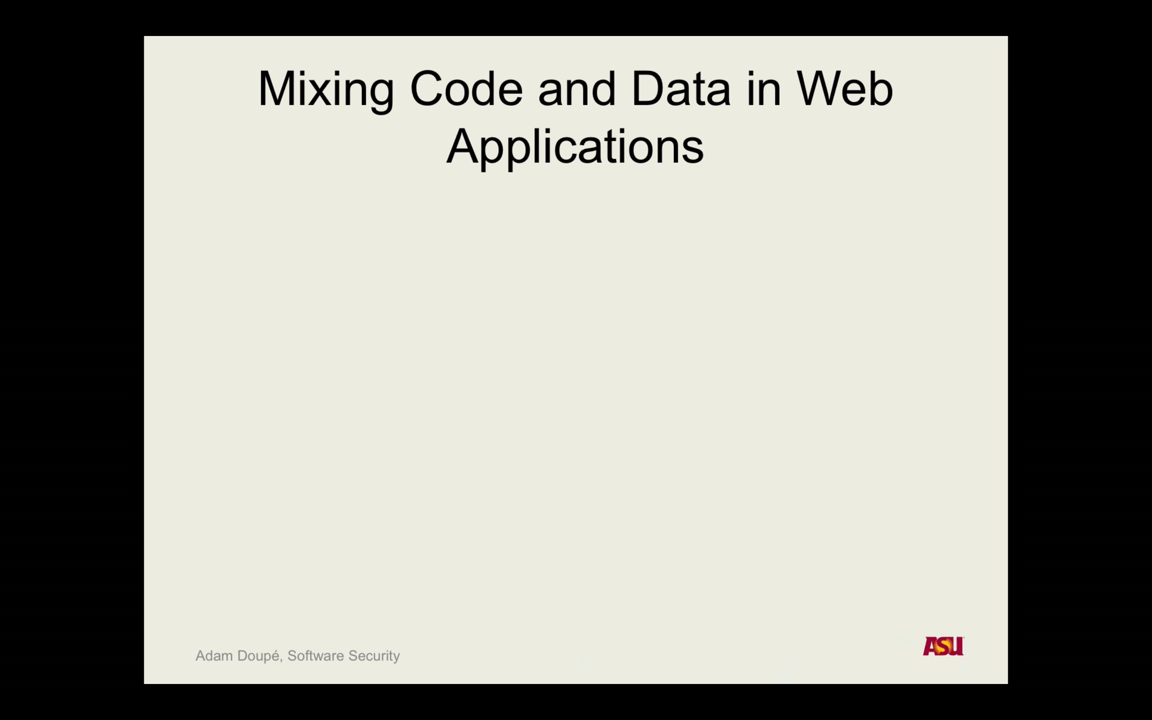 Mixing Code and Data in Web
Applications
Adam Doupé, Software Security
ASU